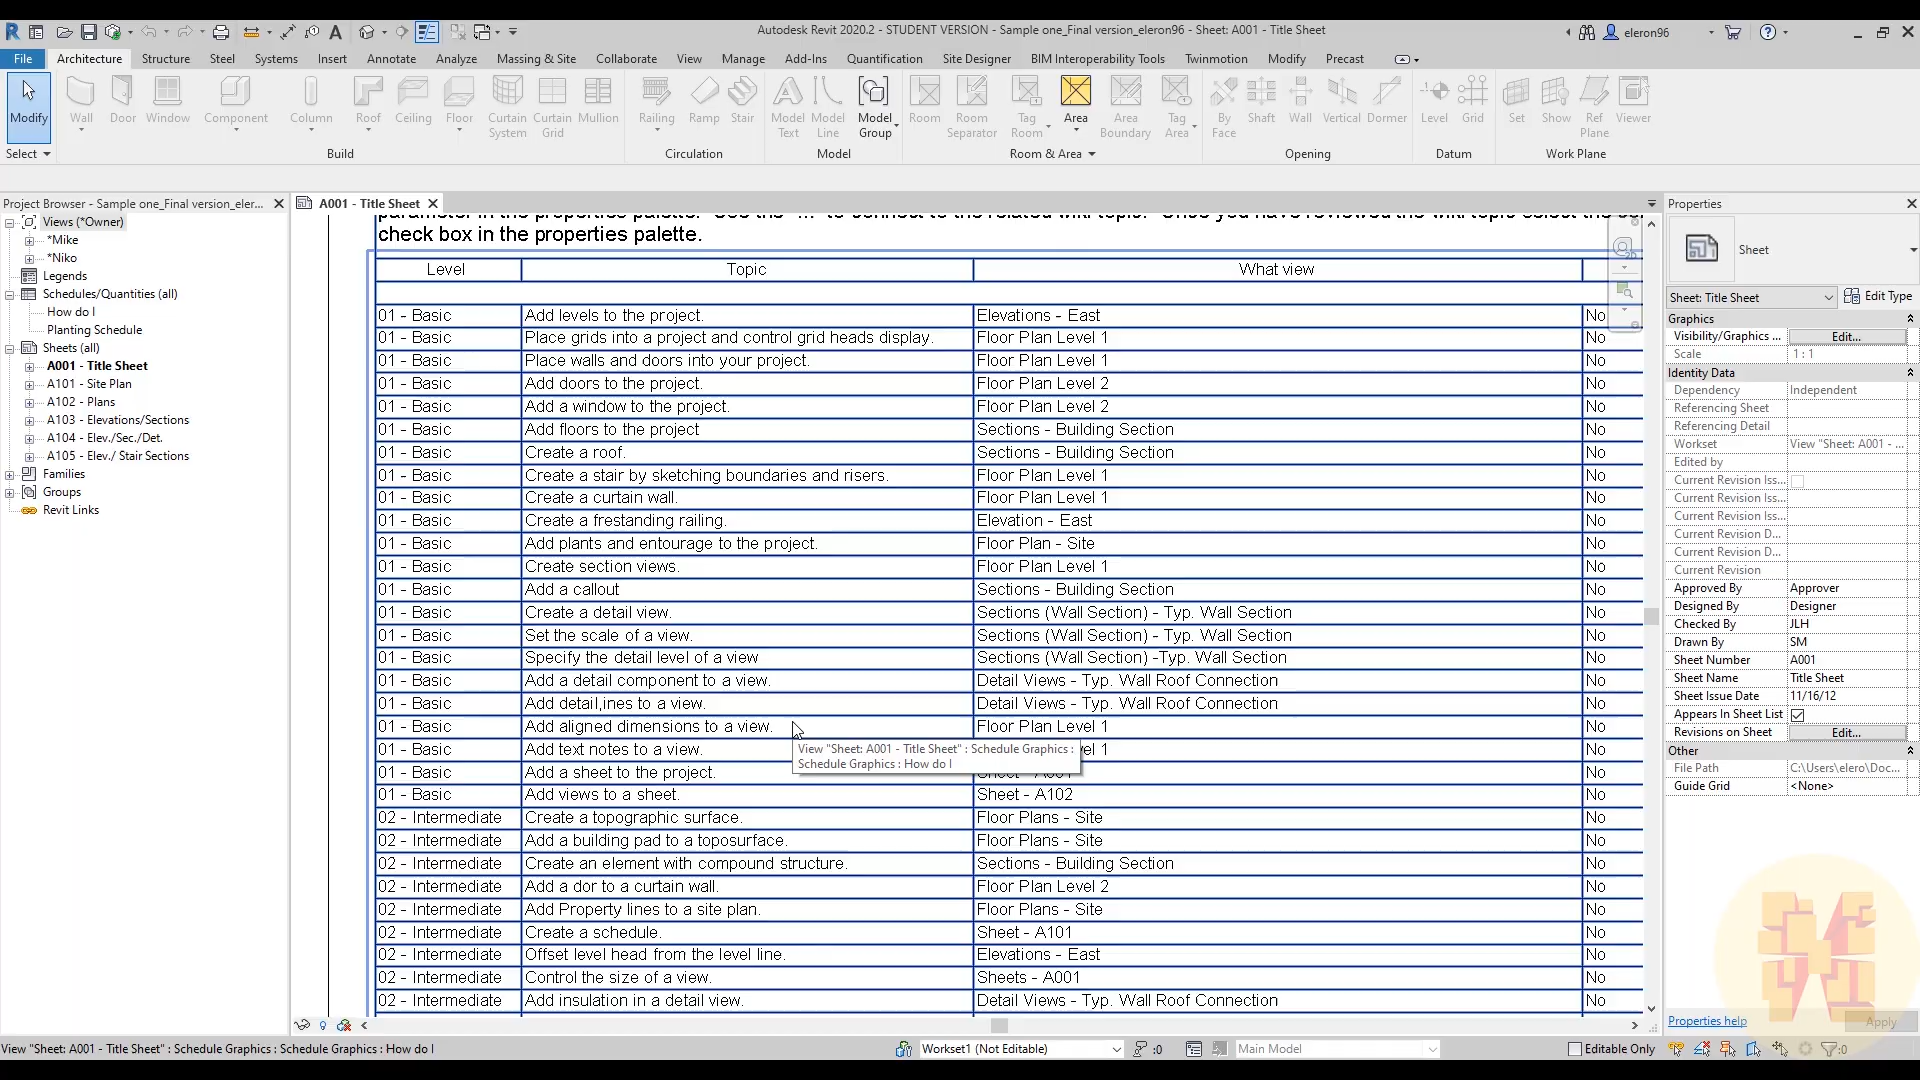 Autodesk Revit 2020.2 - STUDENT VERSION - Sample one_Final version_eleron96 - Sheet: A001 - Title Sheet
eleron96
File Architecture Structure Steel Systems Insert Annotate Analyze Massing & Site Collaborate View Manage Add-Ins Quantification Site Designer BIM Interoperability Tools Twinmotion Modify Precast
Modify Wall Door Window Component Column Roof Ceiling Floor Curtain System Curtain Grid Mullion Railing Ramp Stair Model Text Model Line Model Group Room Room Separator Tag Room Area Area Boundary Tag Area By Face Shaft Wall Vertical Dormer Level Grid Set Show Ref Plane Viewer
Select Build Circulation Model Room & Area Opening Datum Work Plane
Project Browser - Sample one_Final version_eler...
Views (*Owner)
*Mike
*Niko
Legends
Schedules/Quantities (all)
How do I
Planting Schedule
Sheets (all)
A001 - Title Sheet
A101 - Site Plan
A102 - Plans
A103 - Elevations/Sections
A104 - Elev./Sec./Det.
A105 - Elev./ Stair Sections
Families
Groups
Revit Links
A001 - Title Sheet
check box in the properties palette.
Level Topic What view
01 - Basic Add levels to the project. Elevations - East No
01 - Basic Place grids into a project and control grid heads display. Floor Plan Level 1 No
01 - Basic Place walls and doors into your project. Floor Plan Level 1 No
01 - Basic Add doors to the project. Floor Plan Level 2 No
01 - Basic Add a window to the project. Floor Plan Level 2 No
01 - Basic Add floors to the project Sections - Building Section No
01 - Basic Create a roof. Sections - Building Section No
01 - Basic Create a stair by sketching boundaries and risers. Floor Plan Level 1 No
01 - Basic Create a curtain wall. Floor Plan Level 1 No
01 - Basic Create a frestanding railing. Elevation - East No
01 - Basic Add plants and entourage to the project. Floor Plan - Site No
01 - Basic Create section views. Floor Plan Level 1 No
01 - Basic Add a callout Sections - Building Section No
01 - Basic Create a detail view. Sections (Wall Section) - Typ. Wall Section No
01 - Basic Set the scale of a view. Sections (Wall Section) - Typ. Wall Section No
01 - Basic Specify the detail level of a view Sections (Wall Section) -Typ. Wall Section No
01 - Basic Add a detail component to a view. Detail Views - Typ. Wall Roof Connection No
01 - Basic Add detail,ines to a view. Detail Views - Typ. Wall Roof Connection No
01 - Basic Add aligned dimensions to a view. Floor Plan Level 1 No
01 - Basic Add text notes to a view. No
View "Sheet: A001 - Title Sheet" : Schedule Graphics :
Schedule Graphics : How do I
01 - Basic Add a sheet to the project. No
01 - Basic Add views to a sheet. Sheet - A102 No
02 - Intermediate Create a topographic surface. Floor Plans - Site No
02 - Intermediate Add a building pad to a toposurface. Floor Plans - Site No
02 - Intermediate Create an element with compound structure. Sections - Building Section No
02 - Intermediate Add a dor to a curtain wall. Floor Plan Level 2 No
02 - Intermediate Add Property lines to a site plan. Floor Plans - Site No
02 - Intermediate Create a schedule. Sheet - A101 No
02 - Intermediate Offset level head from the level line. Elevations - East No
02 - Intermediate Control the size of a view. Sheets - A001 No
02 - Intermediate Add insulation in a detail view. Detail Views - Typ. Wall Roof Connection No
Properties
Sheet
Sheet: Title Sheet Edit Type
Graphics
Visibility/Graphics ... Edit...
Scale 1 : 1
Identity Data
Dependency Independent
Referencing Sheet
Referencing Detail
Workset View "Sheet: A001 - ...
Edited by
Current Revision Iss...
Current Revision Iss...
Current Revision Iss...
Current Revision D...
Current Revision D...
Current Revision
Approved By Approver
Designed By Designer
Checked By JLH
Drawn By SM
Sheet Number A001
Sheet Name Title Sheet
Sheet Issue Date 11/16/12
Appears In Sheet List
Revisions on Sheet Edit...
Other
File Path C:\Users\elero\Doc...
Guide Grid <None>
Properties help Apply
View "Sheet: A001 - Title Sheet" : Schedule Graphics : Schedule Graphics : How do I
Workset1 (Not Editable) :0 Main Model Editable Only :0